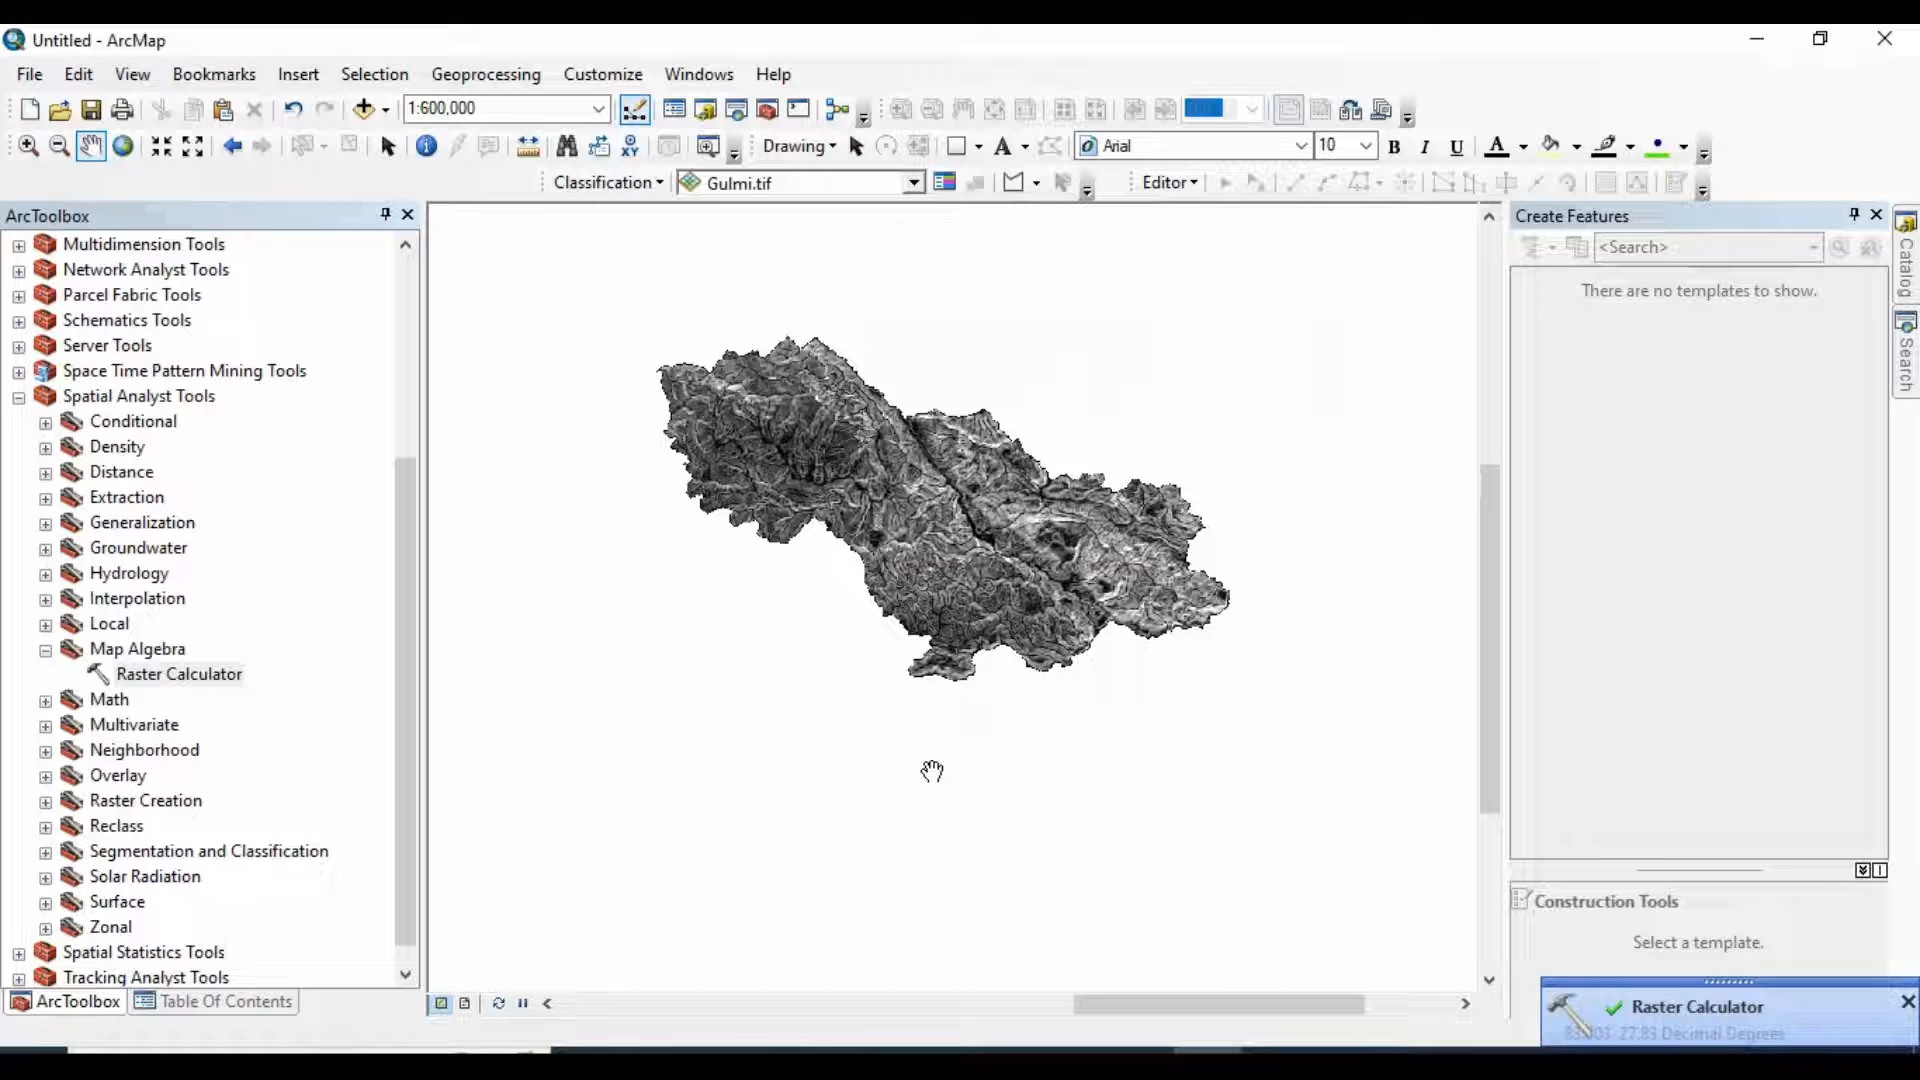 Untitled - ArcMap
File Edit View Bookmarks Insert Selection Geoprocessing Customize Windows Help
1:600,000
Drawing Arial 10 B I U A
Classification Gulmi.tif Editor
ArcToolbox
Multidimension Tools
Network Analyst Tools
Parcel Fabric Tools
Schematics Tools
Server Tools
Space Time Pattern Mining Tools
Spatial Analyst Tools
Conditional
Density
Distance
Extraction
Generalization
Groundwater
Hydrology
Interpolation
Local
Map Algebra
Raster Calculator
Math
Multivariate
Neighborhood
Overlay
Raster Creation
Reclass
Segmentation and Classification
Solar Radiation
Surface
Zonal
Spatial Statistics Tools
Tracking Analyst Tools
ArcToolbox Table Of Contents
Create Features
<Search>
There are no templates to show.
Construction Tools
Select a template.
Raster Calculator
27.83 Decimal Degrees
Catalog
Search